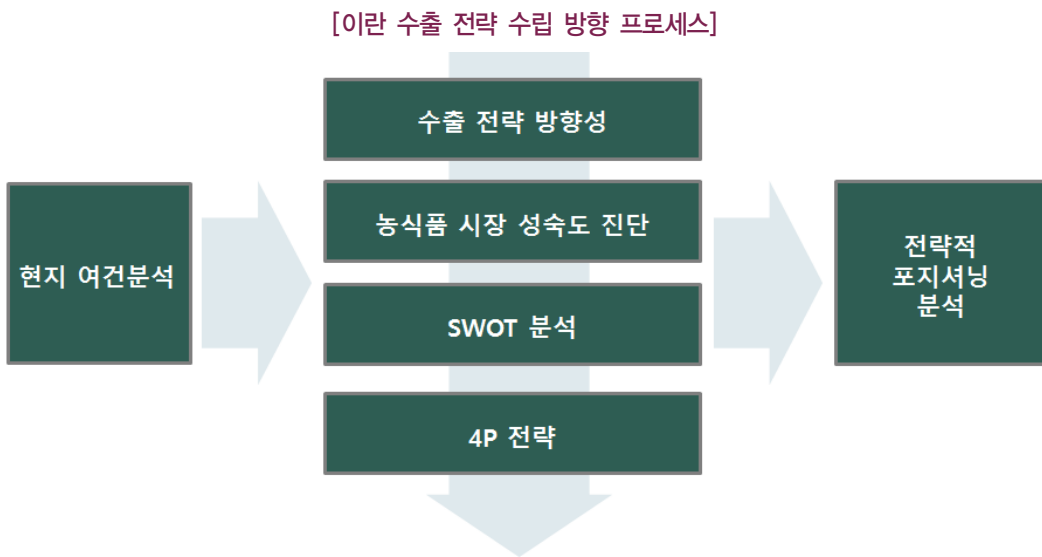 [이란 수출 전략 수립 방향 프로세스]
현지 여건분석
수출 전략 방향성
농식품 시장 성숙도 진단
SWOT 분석
4P 전략
전략적
포지셔닝
분석